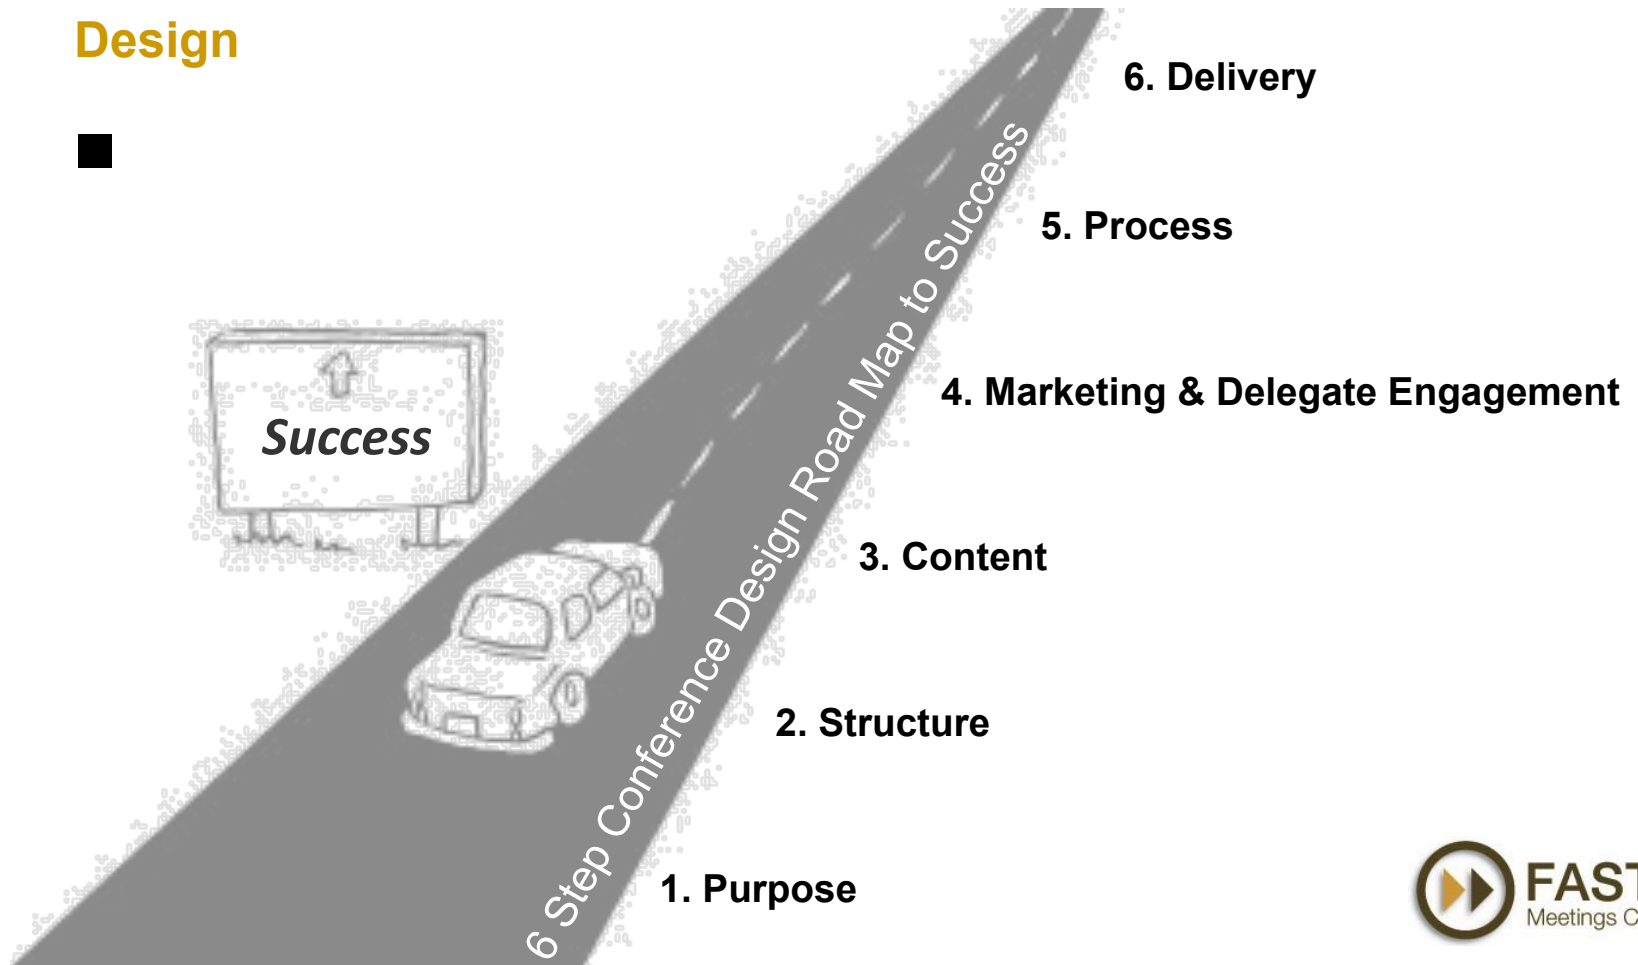 Design
6. Delivery
5. Process
4. Marketing & Delegate Engagement
Success
3. Content
2. Structure
1. Purpose
6 Step Conference Design Road Map to Success
FAST
Meetings C